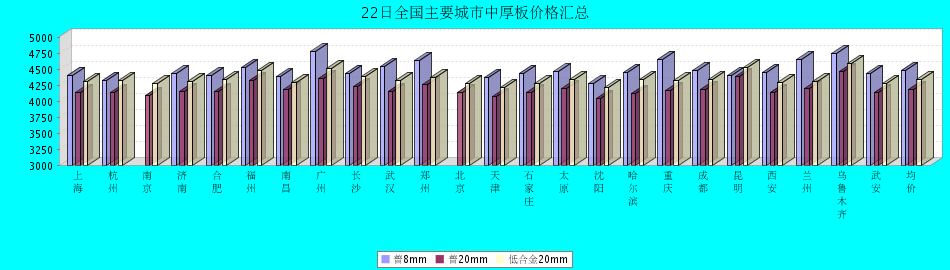 22日全国主要城市中厚板价格汇总
5000
4750
4500
4250
4000
3750
3500
3250
3000
上海
杭州
南京
济南
合肥
福州
南昌
广州
长沙
武汉
郑州
北京
天津
石家庄
太原
沈阳
哈尔滨
重庆
成都
昆明
西安
兰州
乌鲁木齐
武安
均价
普8mm 普20mm 低合金20mm